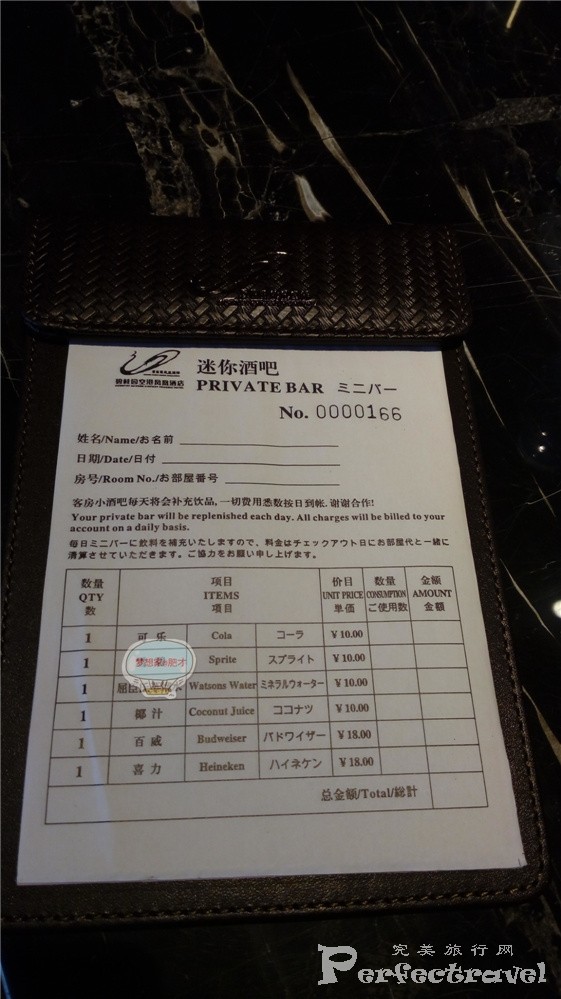 碧桂园空港凤凰酒店
迷你酒吧
PRIVATE BAR ミニバー
No. 0000166
姓名/Name/お名前
日期/Date/日付
房号/Room No./お部屋番号
客房小酒吧每天将会补充饮品,一切费用悉数按日到帐.谢谢合作!
Your private bar will be replenished each day. All charges will be billed to your
account on a daily basis.
毎日ミニバーに飲料を補充いたしますので、料金はチェックアウト日にお部屋代と一緒に
清算させていただきます。ご協力をお願い申し上げます。
数量 项目 价目 数量 金额
QTY ITEMS UNIT PRICE CONSUMPTION AMOUNT
数 項目 単価 ご使用数 金額
1 可乐 Cola コーラ ¥10.00
1 Sprite スプライト ¥10.00
1 屈臣 Watsons Water ミネラルウォーター ¥10.00
1 椰汁 Coconut Juice ココナツ ¥10.00
1 百威 Budweiser バドワイザー ¥18.00
1 喜力 Heineken ハイネケン ¥18.00
总金额/Total/総計
完美旅行网
Perfectravel